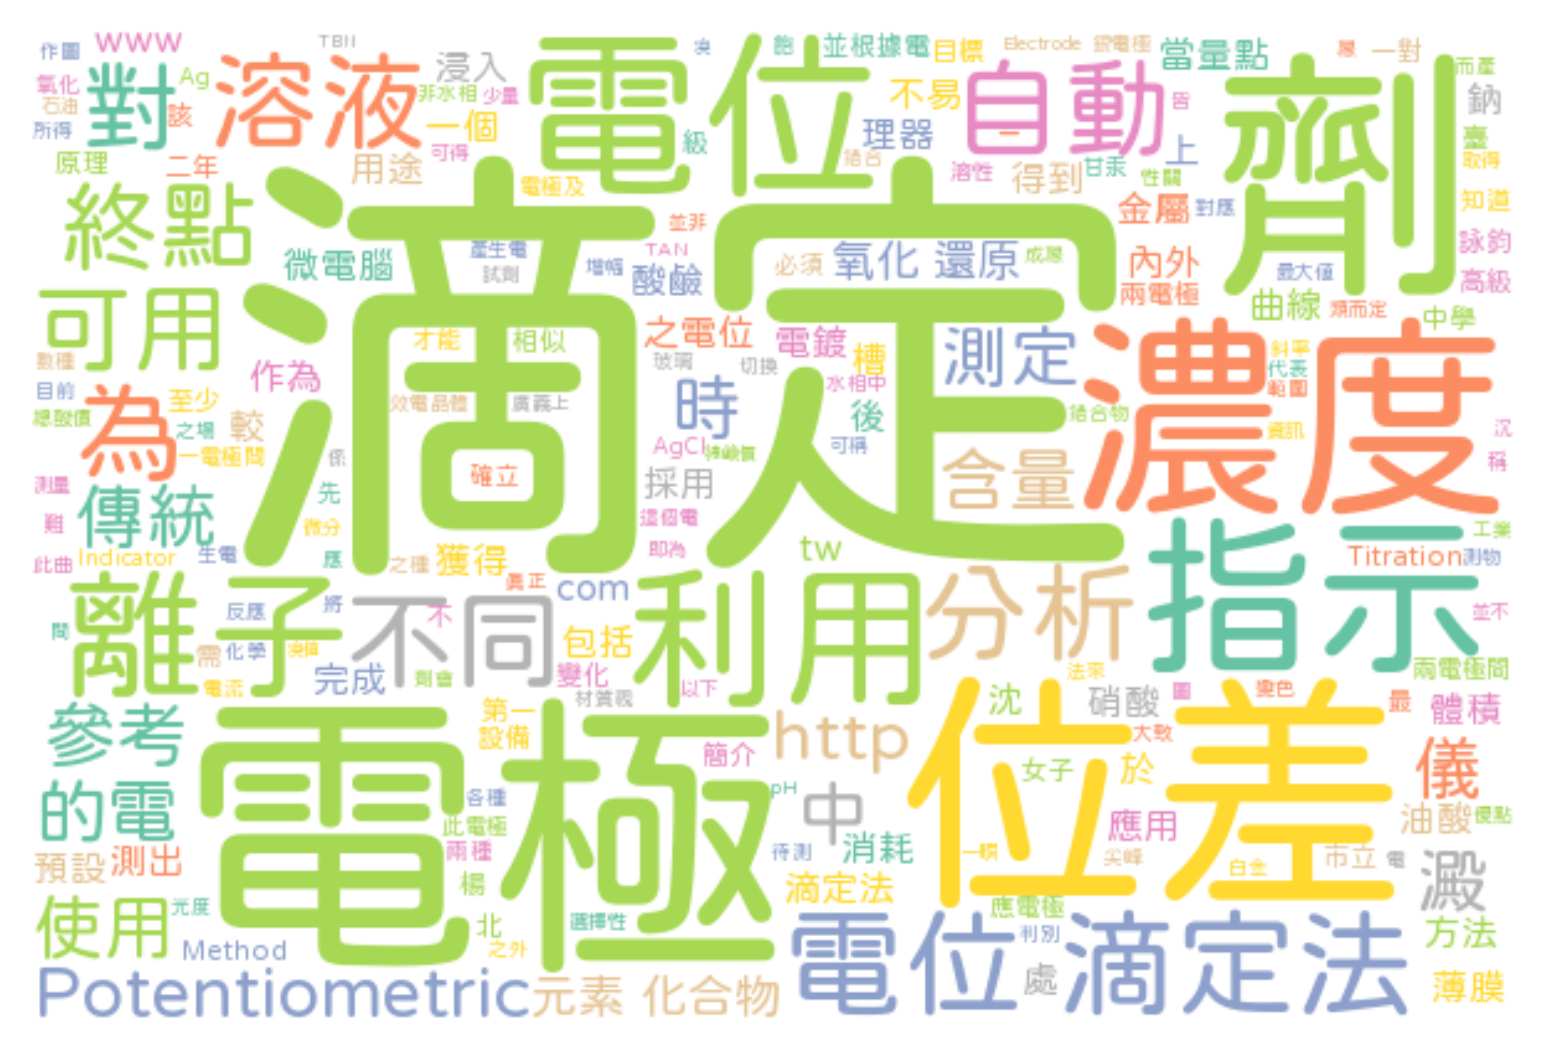 作圖 WWW TBN 溴 鉋 並根據電 目標 Electrode 銀電極 當量點 屬 一對
氧化 對 Ag 溶液 浸入 電位 不易 自動 劑 而產
石油 該 非水相 少量 理器 皆 鈉
所得 一個 級 上 臺
原理 二年 用途 可得 電極及 溶性 得到 甘汞 性關 取得
終點 滴定 並非 金屬 對應 知道
微電腦 產生電 試劑 增幅 TAN 酸鹼 必須 氧化 還原 內外 最大值 詠鈞
可用 兩電極 高級
曲線 類而定 中學
數種 才能 相似 之電位 電鍍 槽 測定 濃度 斜平
作為 玻璃 切換 代表
目前 為 至少 效電晶體 廣義上 時 水相中 範圍
總酸價 之場 較 後 錯合物 資訊 沉
一電極間 係 確立 AgCl 可稱 含量 稱
測量 傳統 先 採用
難 微分 這個電 指示 工業
此曲 Indicator 生電 應 之種 獲得 即為 tw Titration 測物
離子 反應 將 不同 真正 com 利用 分析 並不
間 需 化學 不 包括 兩電極間
電流 完成 劑會 變化 以下 法來
參考 第一 材質視 沈 硝酸 圖 變色 最 體積
電極 設備 簡介 http 位差 大致
的電 各種 pH 中 女子 於 儀
此電極 應用 油酸 優點
預設 測出 兩種 待測 消耗 一瞬 尖峰 市立 電 澱
楊 滴定法 白金
使用 光度 北 選擇性 應電極 判別 方法
Method 之外 電位滴定法
Potentiometric 元素 化合物 處 薄膜